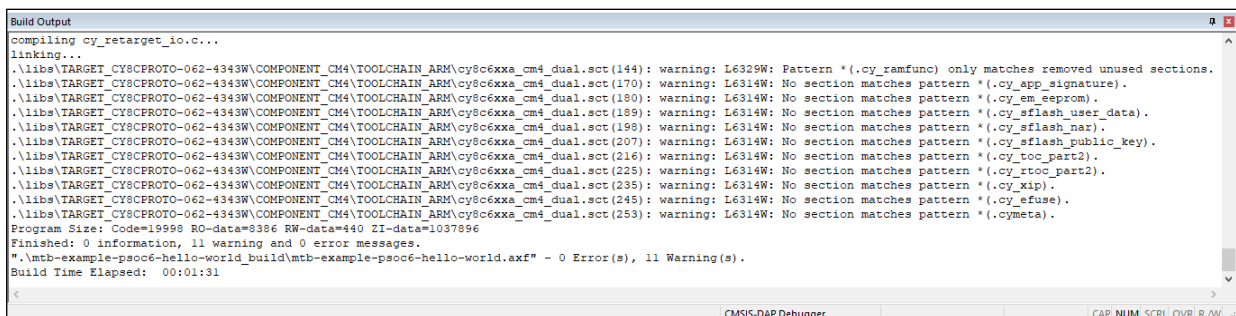 Build Output
compiling cy_retarget_io.c...
linking...
.\libs\TARGET_CY8CPROTO-062-4343W\COMPONENT_CM4\TOOLCHAIN_ARM\cy8c6xxa_cm4_dual.sct(144): warning: L6329W: Pattern *(.cy_ramfunc) only matches removed unused sections.
.\libs\TARGET_CY8CPROTO-062-4343W\COMPONENT_CM4\TOOLCHAIN_ARM\cy8c6xxa_cm4_dual.sct(170): warning: L6314W: No section matches pattern *(.cy_app_signature).
.\libs\TARGET_CY8CPROTO-062-4343W\COMPONENT_CM4\TOOLCHAIN_ARM\cy8c6xxa_cm4_dual.sct(180): warning: L6314W: No section matches pattern *(.cy_em_eeprom).
.\libs\TARGET_CY8CPROTO-062-4343W\COMPONENT_CM4\TOOLCHAIN_ARM\cy8c6xxa_cm4_dual.sct(189): warning: L6314W: No section matches pattern *(.cy_sflash_user_data).
.\libs\TARGET_CY8CPROTO-062-4343W\COMPONENT_CM4\TOOLCHAIN_ARM\cy8c6xxa_cm4_dual.sct(198): warning: L6314W: No section matches pattern *(.cy_sflash_nar).
.\libs\TARGET_CY8CPROTO-062-4343W\COMPONENT_CM4\TOOLCHAIN_ARM\cy8c6xxa_cm4_dual.sct(207): warning: L6314W: No section matches pattern *(.cy_sflash_public_key).
.\libs\TARGET_CY8CPROTO-062-4343W\COMPONENT_CM4\TOOLCHAIN_ARM\cy8c6xxa_cm4_dual.sct(216): warning: L6314W: No section matches pattern *(.cy_toc_part2).
.\libs\TARGET_CY8CPROTO-062-4343W\COMPONENT_CM4\TOOLCHAIN_ARM\cy8c6xxa_cm4_dual.sct(225): warning: L6314W: No section matches pattern *(.cy_rtoc_part2).
.\libs\TARGET_CY8CPROTO-062-4343W\COMPONENT_CM4\TOOLCHAIN_ARM\cy8c6xxa_cm4_dual.sct(235): warning: L6314W: No section matches pattern *(.cy_xip).
.\libs\TARGET_CY8CPROTO-062-4343W\COMPONENT_CM4\TOOLCHAIN_ARM\cy8c6xxa_cm4_dual.sct(245): warning: L6314W: No section matches pattern *(.cy_efuse).
.\libs\TARGET_CY8CPROTO-062-4343W\COMPONENT_CM4\TOOLCHAIN_ARM\cy8c6xxa_cm4_dual.sct(253): warning: L6314W: No section matches pattern *(.cymeta).
Program Size: Code=19998 RO-data=8386 RW-data=440 ZI-data=1037896
Finished: 0 information, 11 warning and 0 error messages.
".\mtb-example-psoc6-hello-world_build\mtb-example-psoc6-hello-world.axf" - 0 Error(s), 11 Warning(s).
Build Time Elapsed:  00:01:31
CMSIS-DAP Debugger CAP NUM SCRL OVR R/W